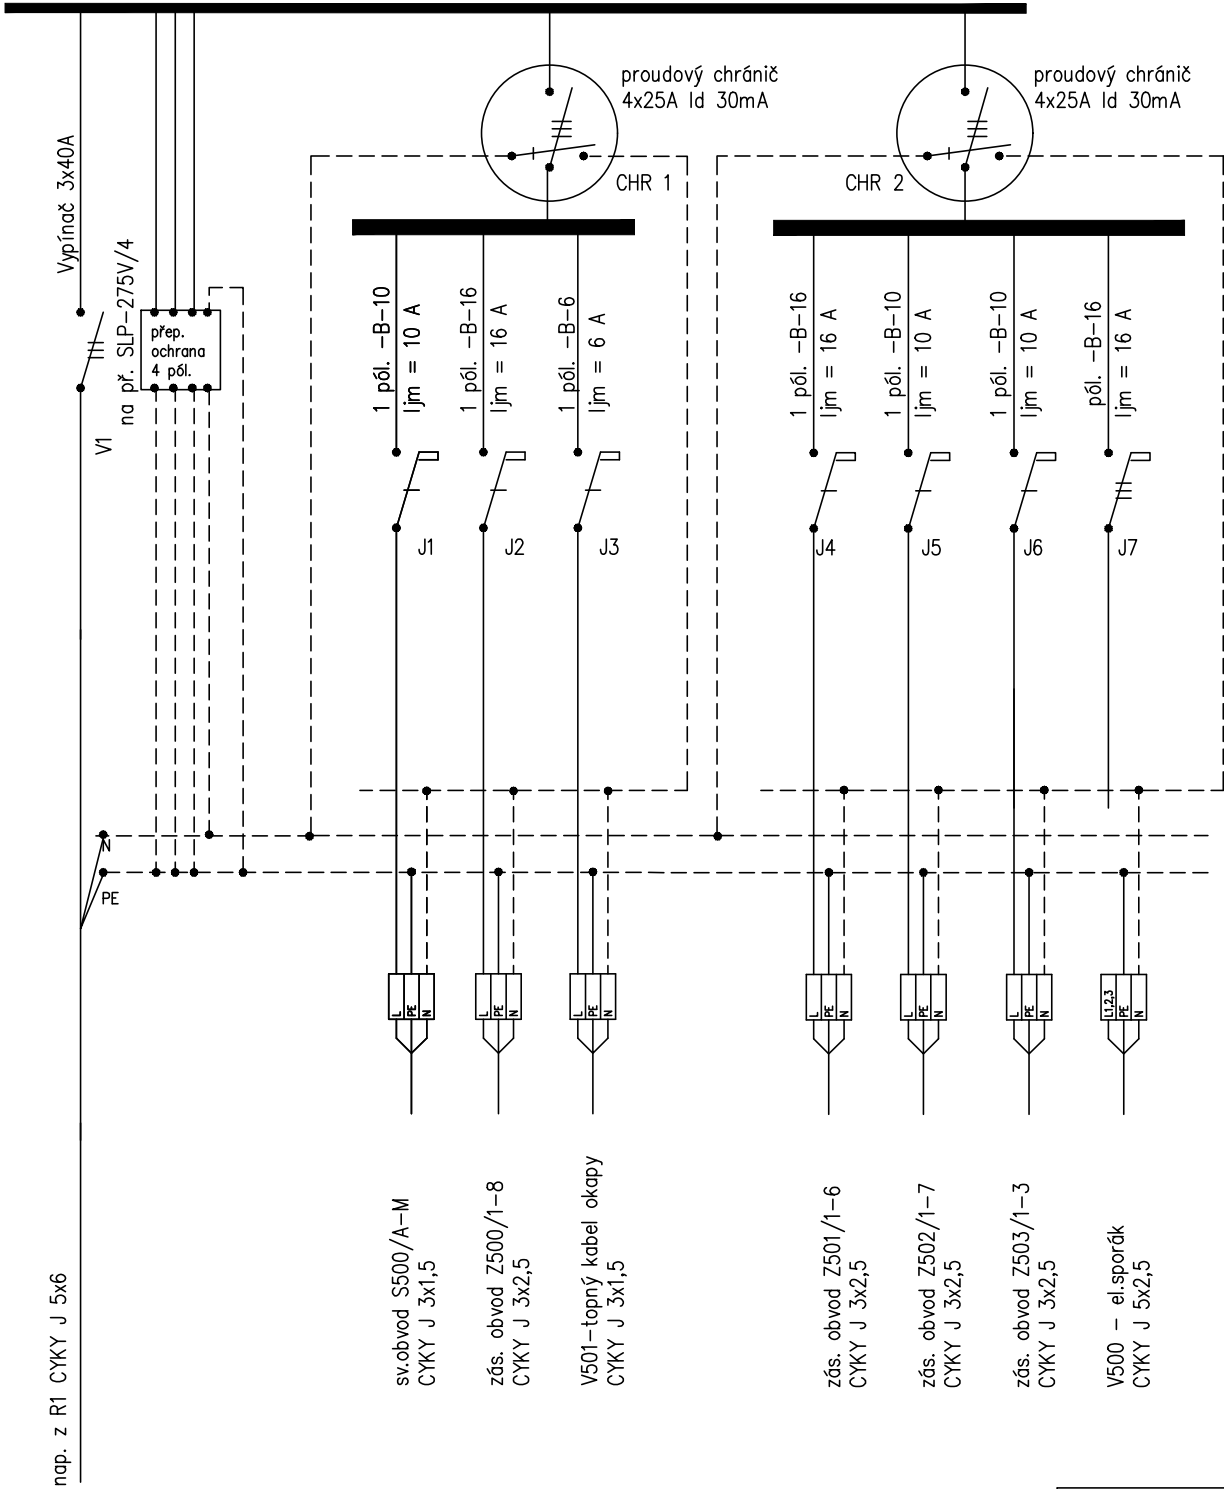 proudový chránič
4x25A Id 30mA
proudový chránič
4x25A Id 30mA
CHR 1
CHR 2
Vypínač 3x40A
na př. SLP-275V/4
přep.
ochrana
4 pól.
V1
1 pól. -B-10
Ijm = 10 A
1 pól. -B-16
Ijm = 16 A
1 pól. -B-6
Ijm = 6 A
1 pól. -B-16
Ijm = 16 A
1 pól. -B-10
Ijm = 10 A
1 pól. -B-10
Ijm = 10 A
pól. -B-16
Ijm = 16 A
J1
J2
J3
J4
J5
J6
J7
N
PE
L
PE
N
L
PE
N
L
PE
N
L
PE
N
L
PE
N
L
PE
N
L1,2,3
PE
N
nap. z R1 CYKY J 5x6
sv.obvod S500/A-M
CYKY J 3x1,5
zás. obvod Z500/1-8
CYKY J 3x2,5
V501-topný kabel okapy
CYKY J 3x1,5
zás. obvod Z501/1-6
CYKY J 3x2,5
zás. obvod Z502/1-7
CYKY J 3x2,5
zás. obvod Z503/1-3
CYKY J 3x2,5
V500 - el.sporák
CYKY J 5x2,5